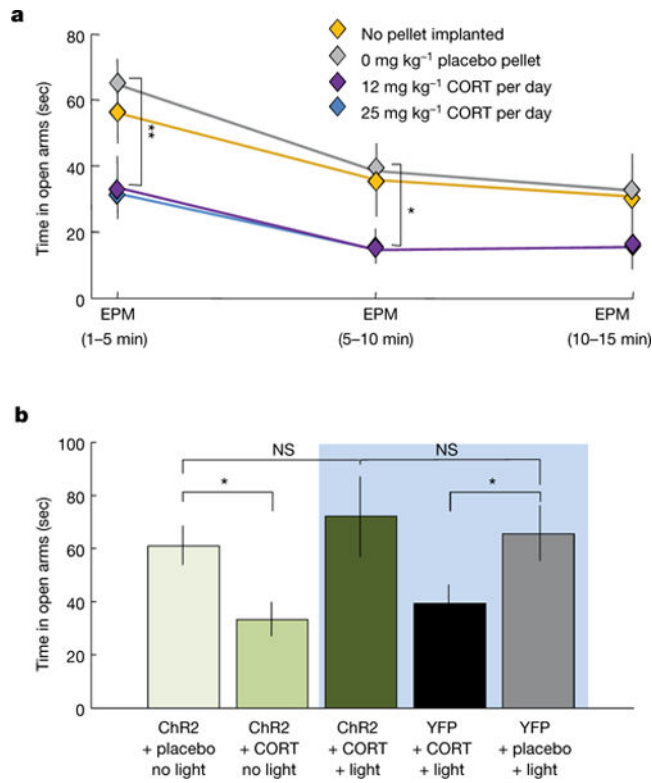 a
80
60
40
20
0
Time in open arms (sec)
No pellet implanted
0 mg kg⁻¹ placebo pellet
12 mg kg⁻¹ CORT per day
25 mg kg⁻¹ CORT per day
**
*
EPM
(1–5 min)
EPM
(5–10 min)
EPM
(10–15 min)
b
100
80
60
40
20
0
Time in open arms (sec)
NS
NS
*
*
ChR2
+ placebo
no light
ChR2
+ CORT
no light
ChR2
+ CORT
+ light
YFP
+ CORT
+ light
YFP
+ placebo
+ light